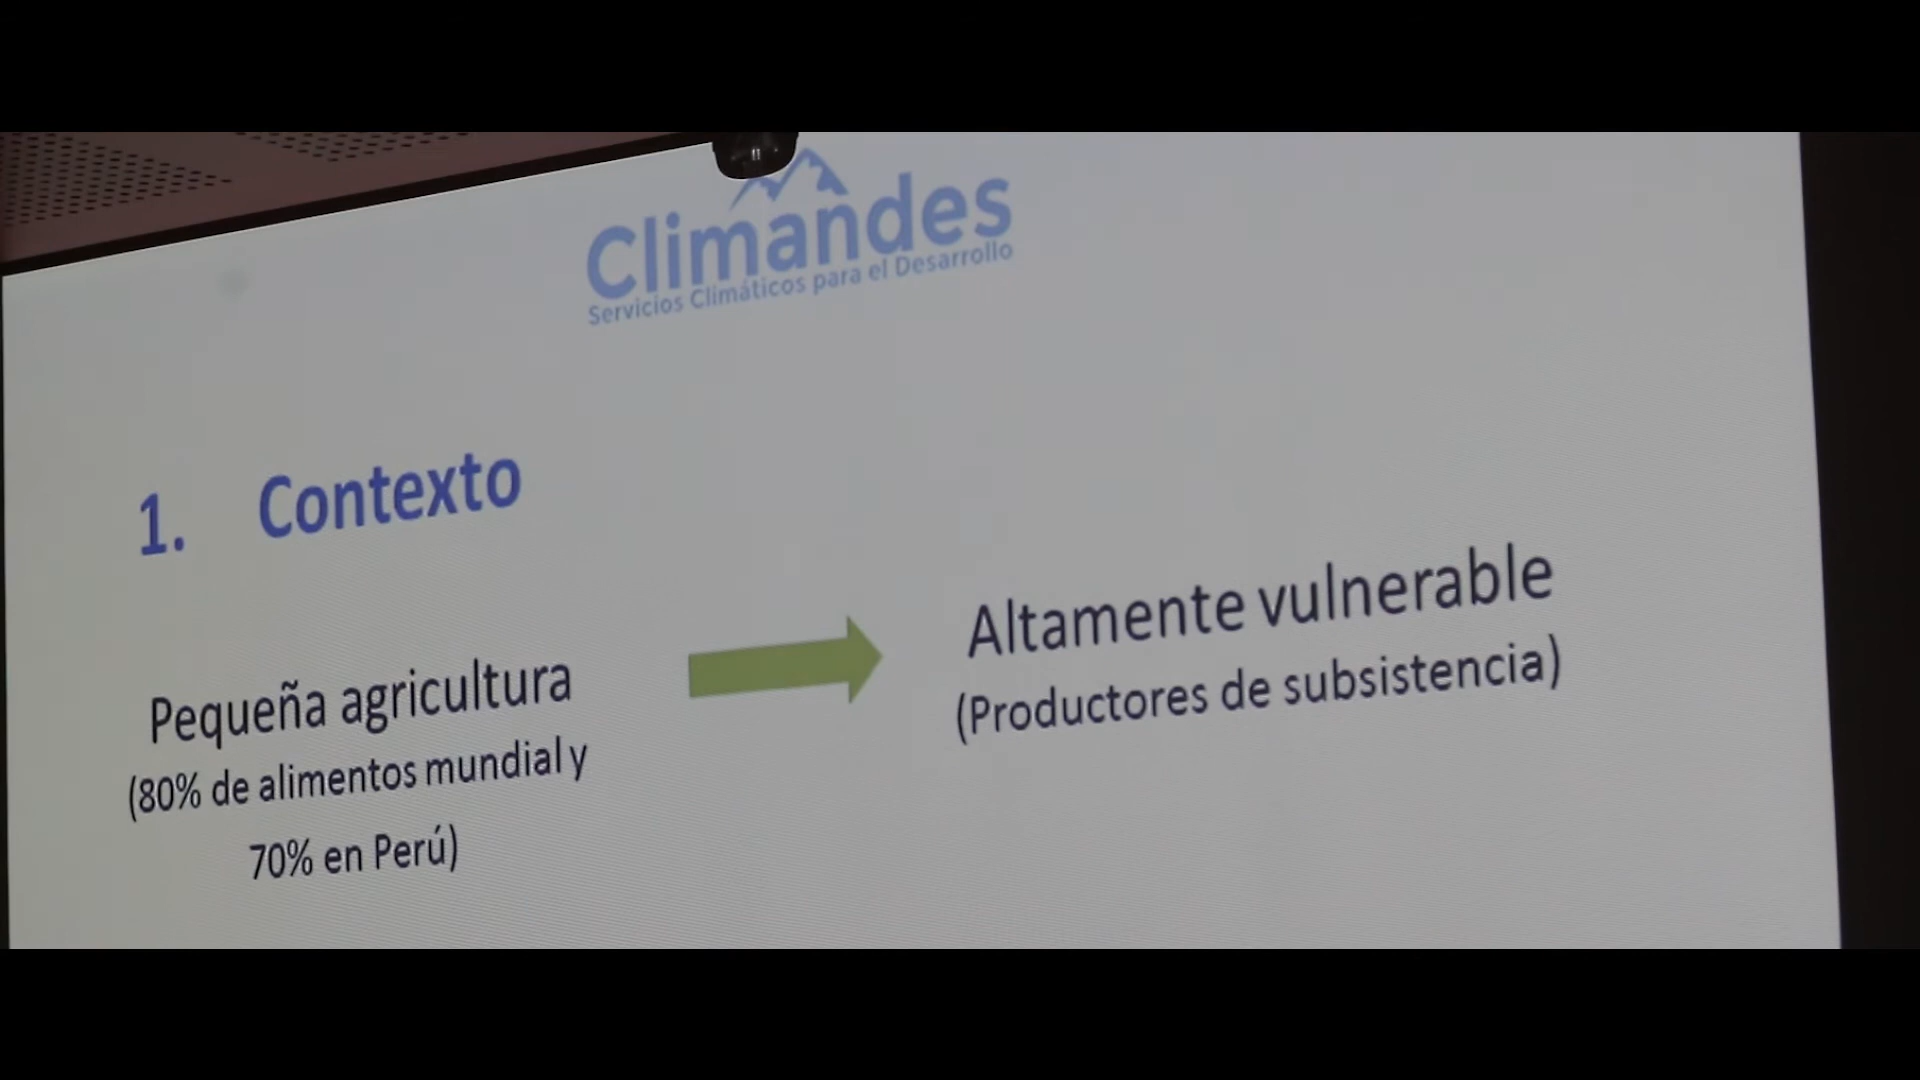 Climandes
Servicios Climáticos para el Desarrollo
1. Contexto
Pequeña agricultura
(80% de alimentos mundial y
70% en Perú)
Altamente vulnerable
(Productores de subsistencia)